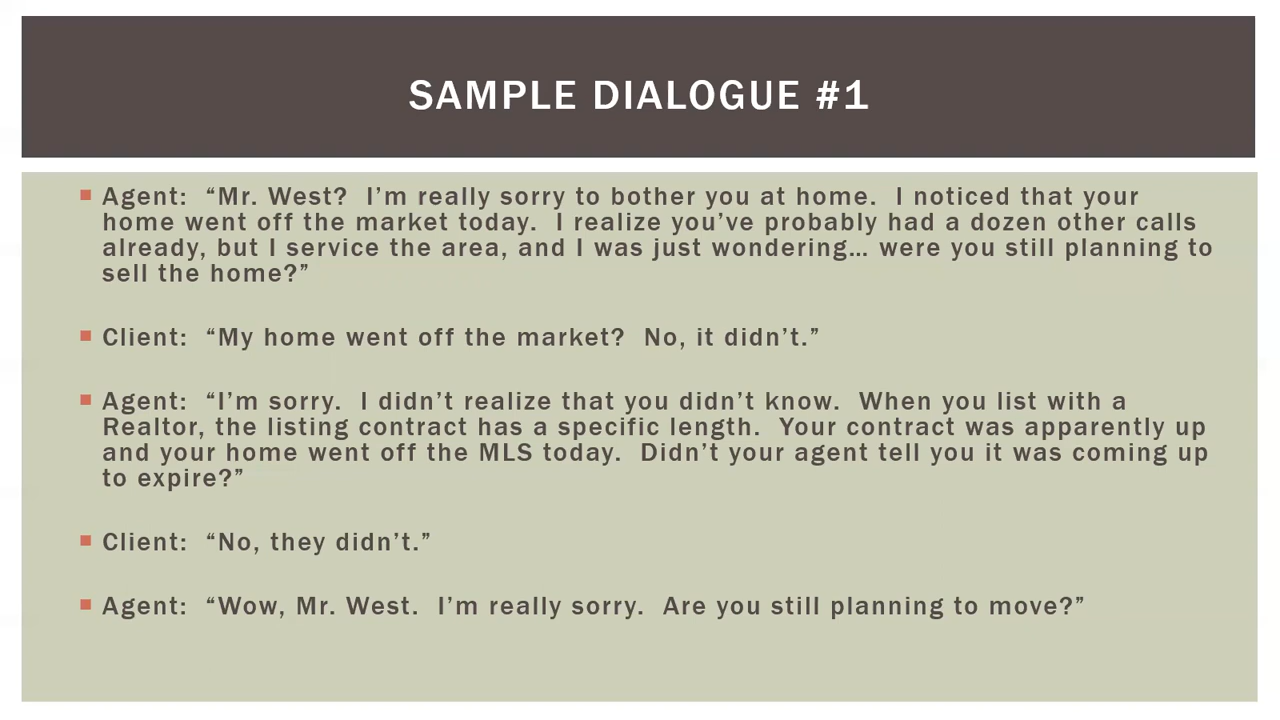 SAMPLE DIALOGUE #1
Agent: “Mr. West? I’m really sorry to bother you at home. I noticed that your
home went off the market today. I realize you’ve probably had a dozen other calls
already, but I service the area, and I was just wondering… were you still planning to
sell the home?”
Client: “My home went off the market? No, it didn’t.”
Agent: “I’m sorry. I didn’t realize that you didn’t know. When you list with a
Realtor, the listing contract has a specific length. Your contract was apparently up
and your home went off the MLS today. Didn’t your agent tell you it was coming up
to expire?”
Client: “No, they didn’t.”
Agent: “Wow, Mr. West. I’m really sorry. Are you still planning to move?”